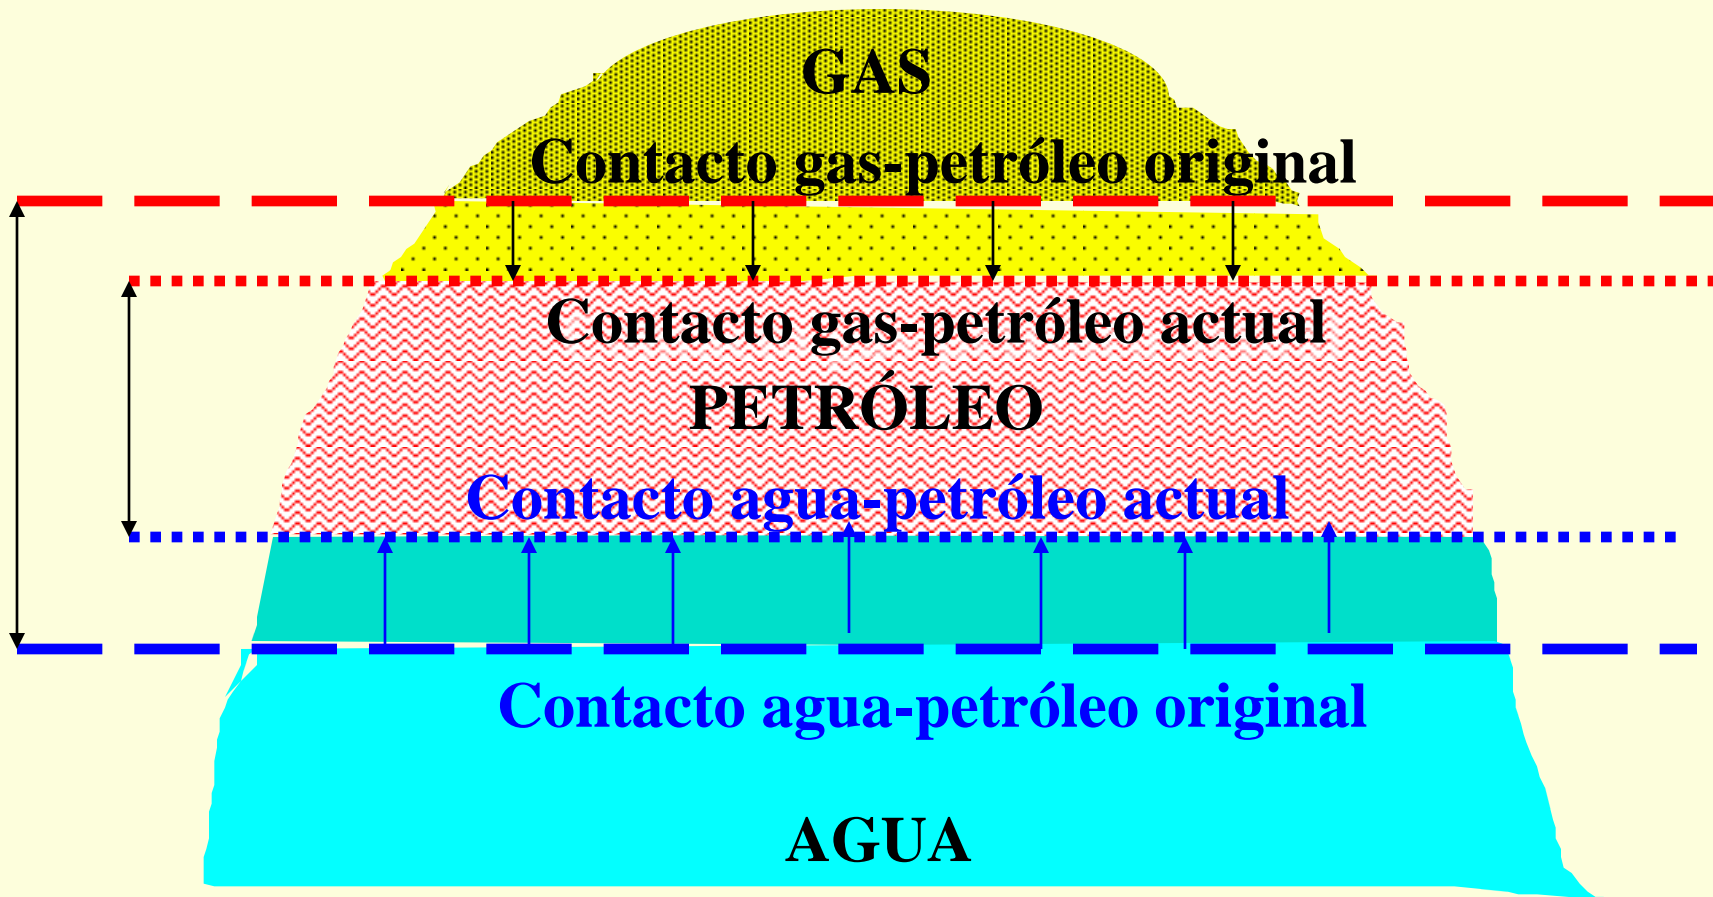 GAS
Contacto gas-petróleo original
Contacto gas-petróleo actual
PETRÓLEO
Contacto agua-petróleo actual
Contacto agua-petróleo original
AGUA